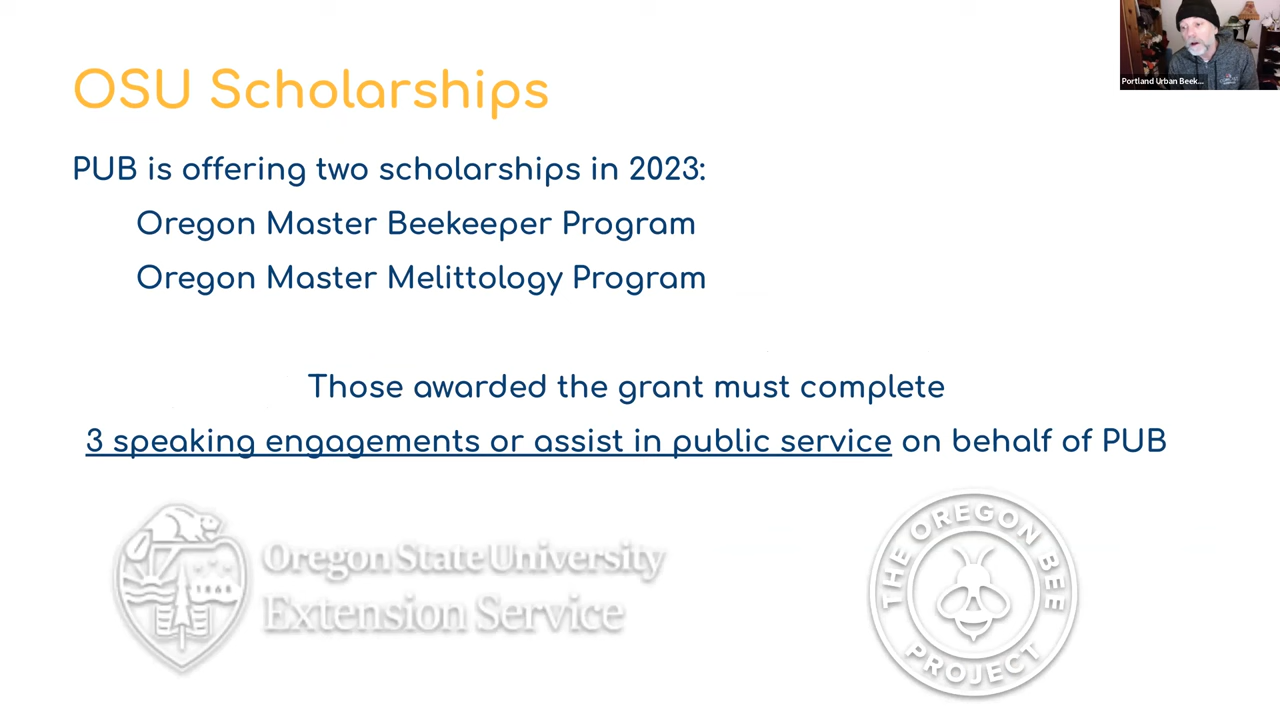 OSU Scholarships
Portland Urban Beek...
PUB is offering two scholarships in 2023:
Oregon Master Beekeeper Program
Oregon Master Melittology Program
Those awarded the grant must complete
3 speaking engagements or assist in public service on behalf of PUB
Oregon State University
Extension Service
1868
THE OREGON BEE
PROJECT